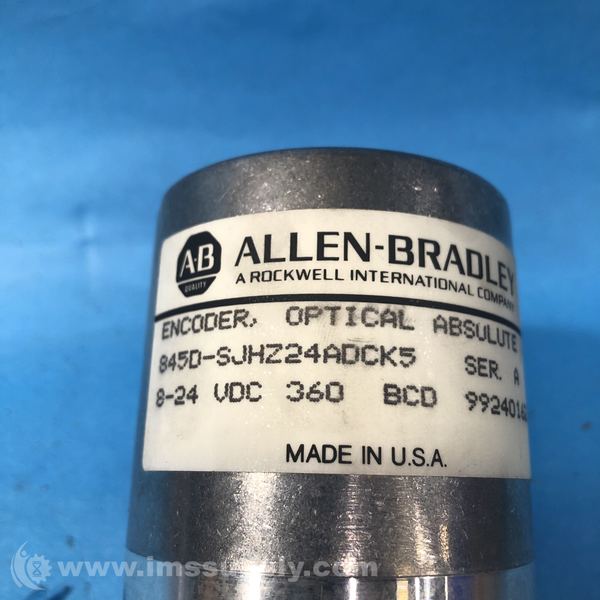 A·B
QUALITY
ALLEN-BRADLEY
A ROCKWELL INTERNATIONAL COMPANY
ENCODER, OPTICAL ABSULUTE
845D-SJHZ24ADCK5 SER. A
8-24 VDC 360 BCD
MADE IN U.S.A.
www.imssupply.com